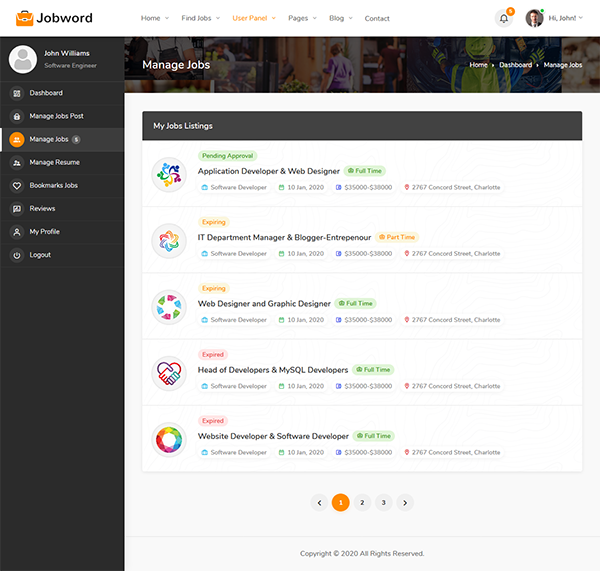 Jobword
Home Find Jobs User Panel Pages Blog Contact
5
Hi, John!
John Williams
Software Engineer
Dashboard
Manage Jobs Post
Manage Jobs 5
Manage Resume
Bookmarks Jobs
Reviews
My Profile
Logout
Manage Jobs
Home Dashboard Manage Jobs
My Jobs Listings
Pending Approval
Application Developer & Web Designer Full Time
Software Developer 10 Jan, 2020 $35000-$38000 2767 Concord Street, Charlotte
Expiring
IT Department Manager & Blogger-Entrepenour Part Time
Software Developer 10 Jan, 2020 $35000-$38000 2767 Concord Street, Charlotte
Expiring
Web Designer and Graphic Designer Full Time
Software Developer 10 Jan, 2020 $35000-$38000 2767 Concord Street, Charlotte
Expired
Head of Developers & MySQL Developers Full Time
Software Developer 10 Jan, 2020 $35000-$38000 2767 Concord Street, Charlotte
Expired
Website Developer & Software Developer Full Time
Software Developer 10 Jan, 2020 $35000-$38000 2767 Concord Street, Charlotte
1 2 3
Copyright © 2020 All Rights Reserved.